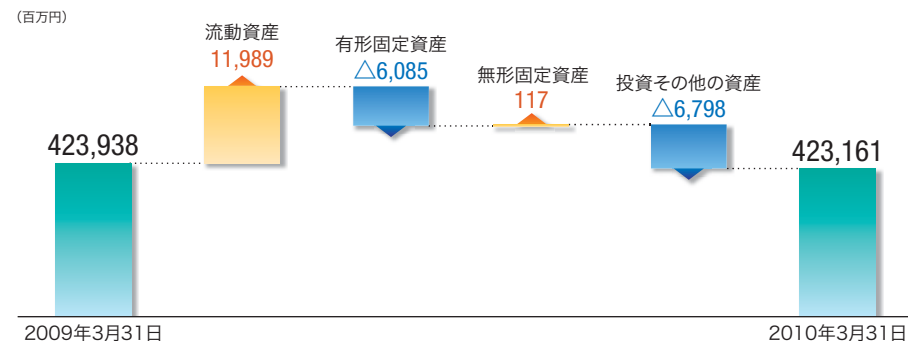 （百万円）
流動資産
11,989
有形固定資産
△6,085
無形固定資産
117
投資その他の資産
△6,798
423,938
423,161
2009年3月31日
2010年3月31日